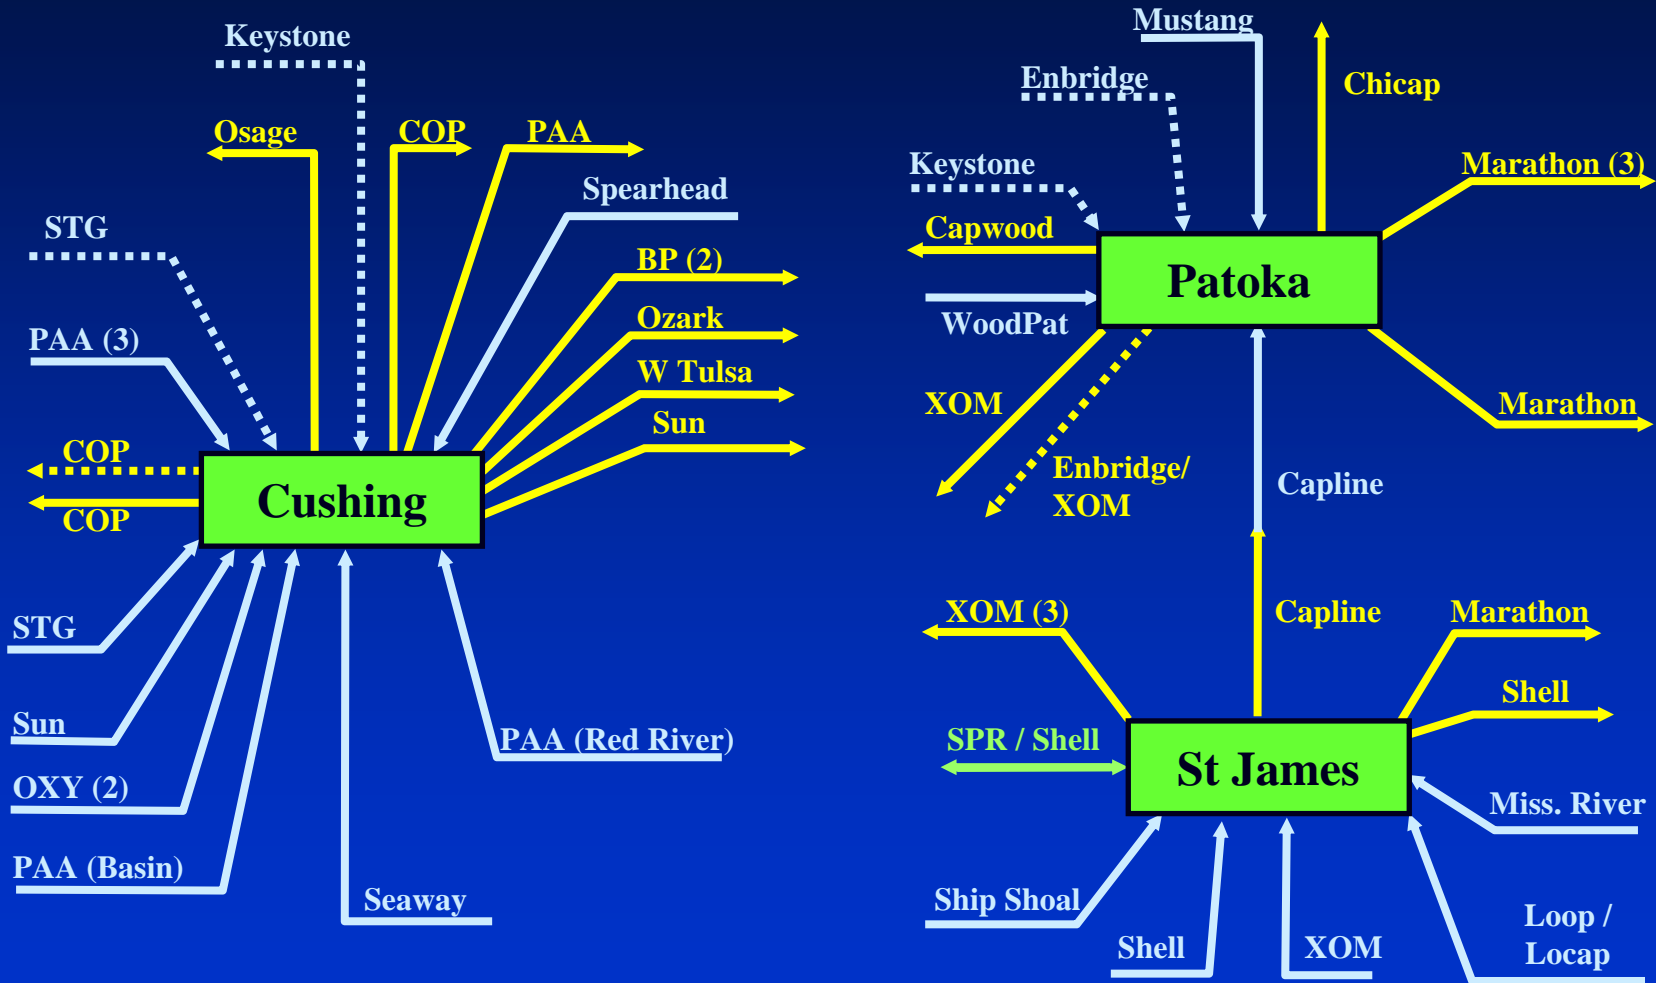 Keystone
Osage
COP
PAA
Spearhead
STG
BP (2)
Ozark
PAA (3)
W Tulsa
Sun
COP
Cushing
COP
STG
Sun
PAA (Red River)
OXY (2)
PAA (Basin)
Seaway
Mustang
Enbridge
Chicap
Keystone
Marathon (3)
Capwood
Patoka
WoodPat
XOM
Marathon
Enbridge/
XOM
Capline
XOM (3)
Capline
Marathon
Shell
SPR / Shell
St James
Miss. River
Ship Shoal
Shell
XOM
Loop /
Locap